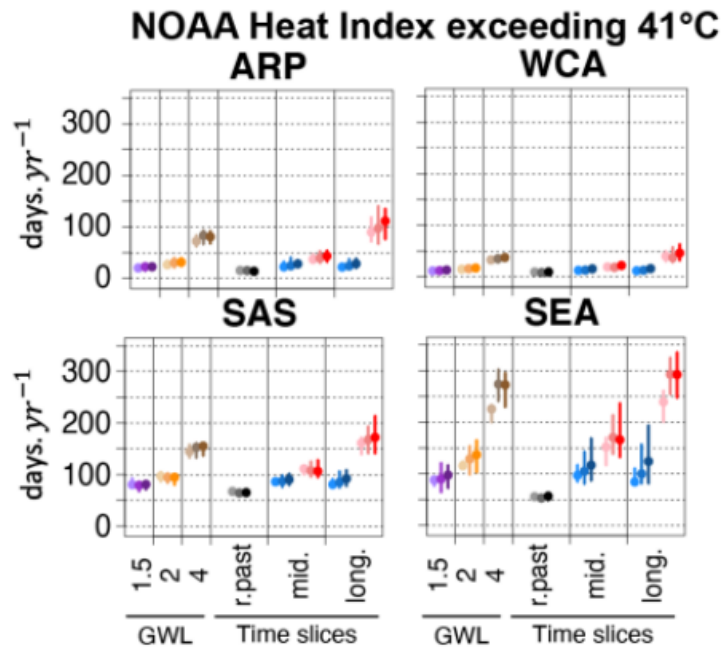 NOAA Heat Index exceeding 41°C
ARP WCA
days. yr⁻¹
300
200
100
0
SAS SEA
days. yr⁻¹
300
200
100
0
1.5 2 4 r.past mid. long. 1.5 2 4 r.past mid. long.
GWL Time slices GWL Time slices